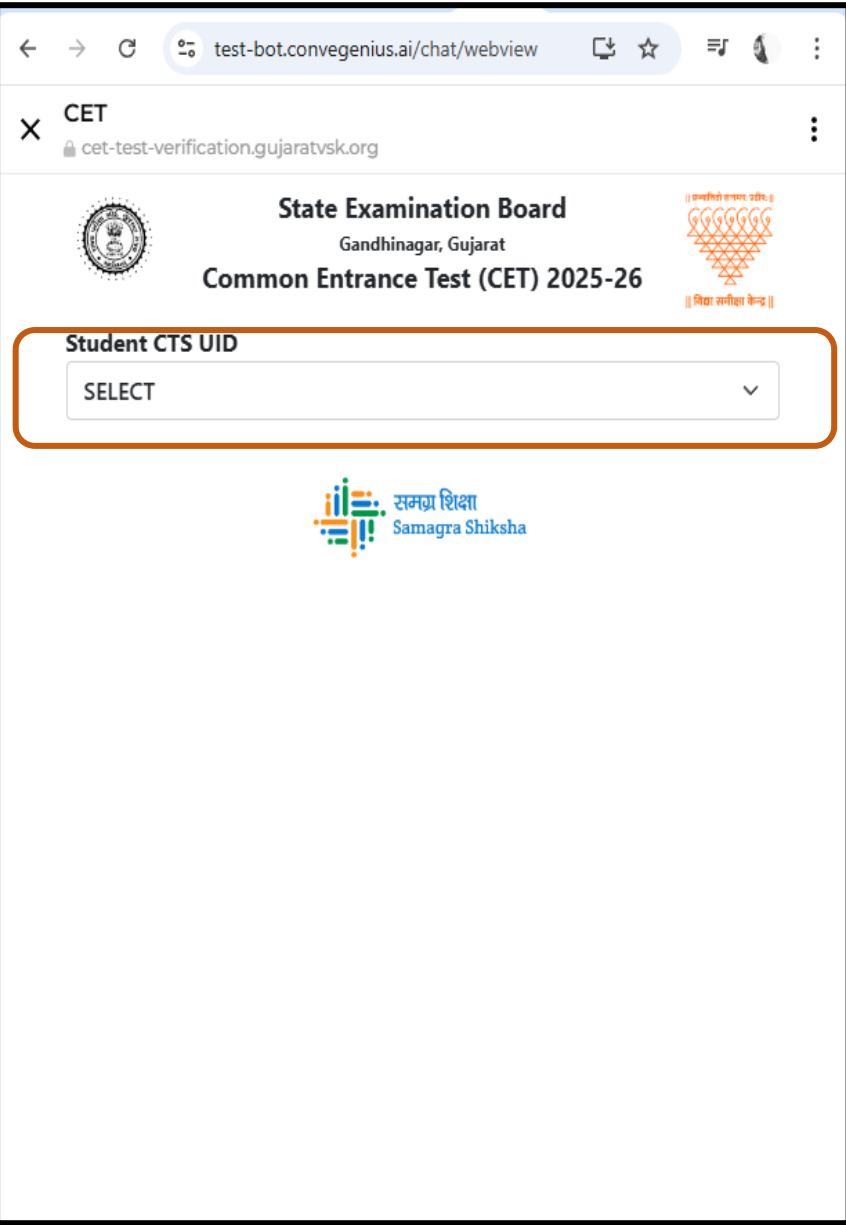 test-bot.convegenius.ai/chat/webview
CET
cet-test-verification.gujaratvsk.org
State Examination Board
Gandhinagar, Gujarat
Common Entrance Test (CET) 2025-26
|| विद्या समीक्षा केन्द्र ||
Student CTS UID
SELECT
समग्र शिक्षा
Samagra Shiksha